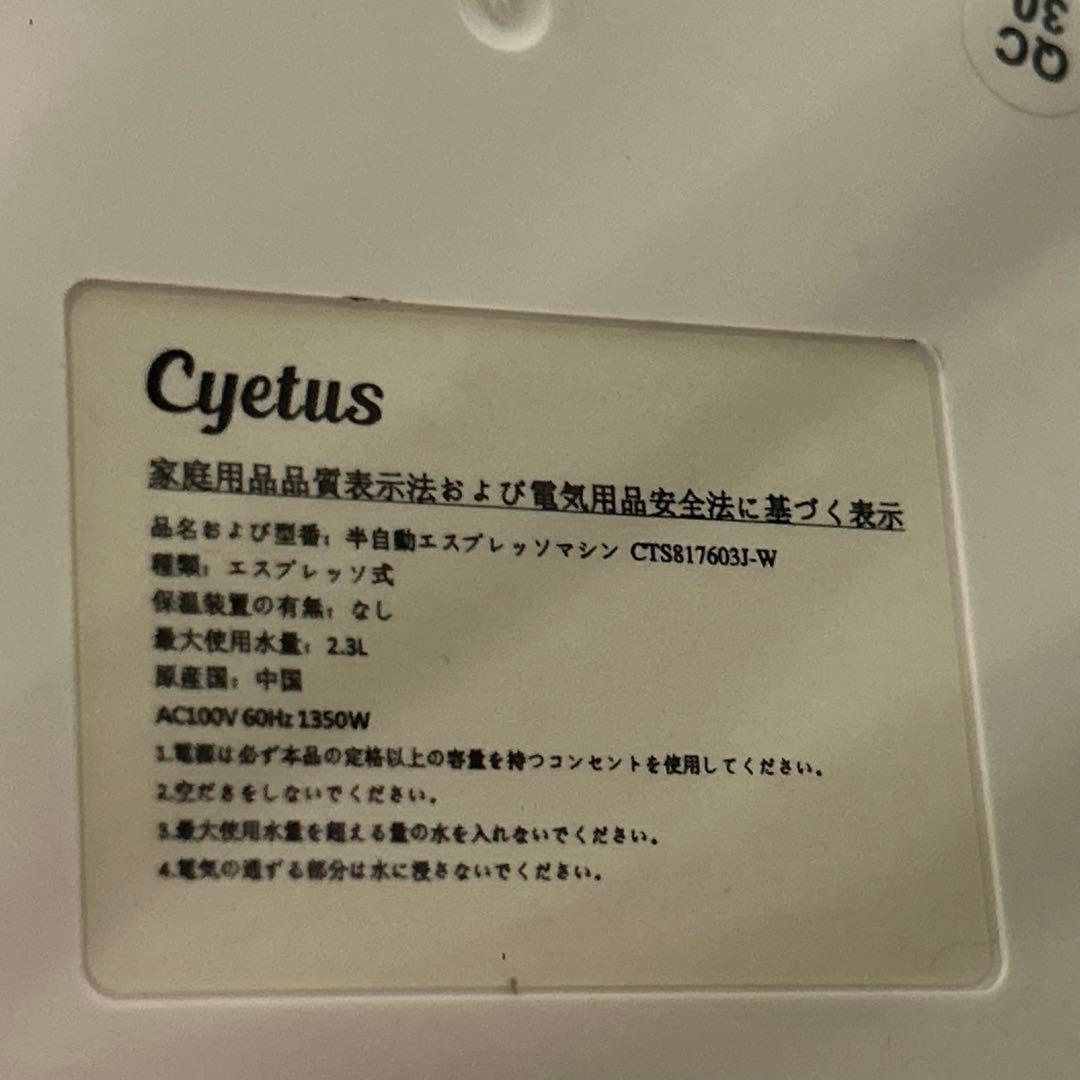 QC
30
Cyetus
家庭用品品質表示法および電気用品安全法に基づく表示
品名および型番：半自動エスプレッソマシン CTS817603J-W
種類：エスプレッソ式
保温装置の有無：なし
最大使用水量：2.3L
原産国：中国
AC100V 60Hz 1350W
1.電源は必ず本品の定格以上の容量を持つコンセントを使用してください。
2.空だきをしないでください。
3.最大使用水量を超える量の水を入れないでください。
4.電気の通ずる部分は水に浸さないでください。